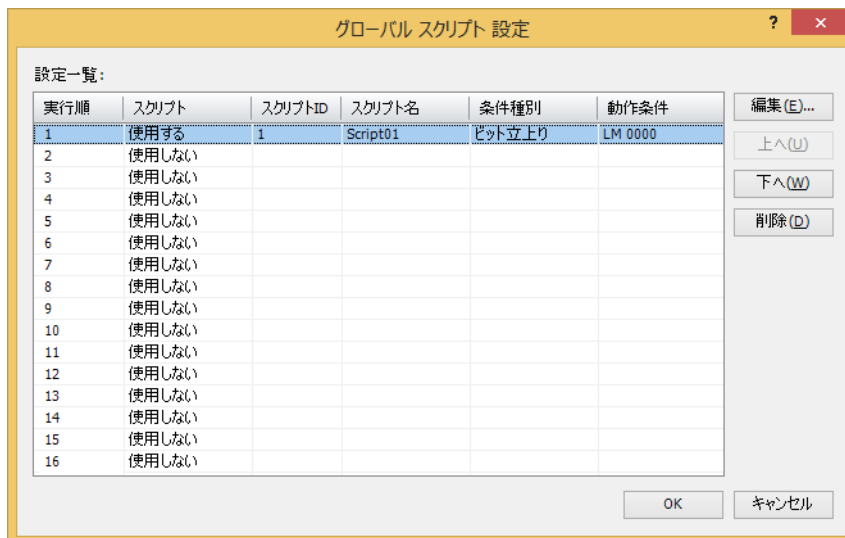 グローバル スクリプト 設定
? ×
設定一覧:
実行順 スクリプト スクリプトID スクリプト名 条件種別 動作条件
1 使用する 1 Script01 ビット立上り LM 0000
2 使用しない
3 使用しない
4 使用しない
5 使用しない
6 使用しない
7 使用しない
8 使用しない
9 使用しない
10 使用しない
11 使用しない
12 使用しない
13 使用しない
14 使用しない
15 使用しない
16 使用しない
編集(E)...
上へ(U)
下へ(W)
削除(D)
OK キャンセル